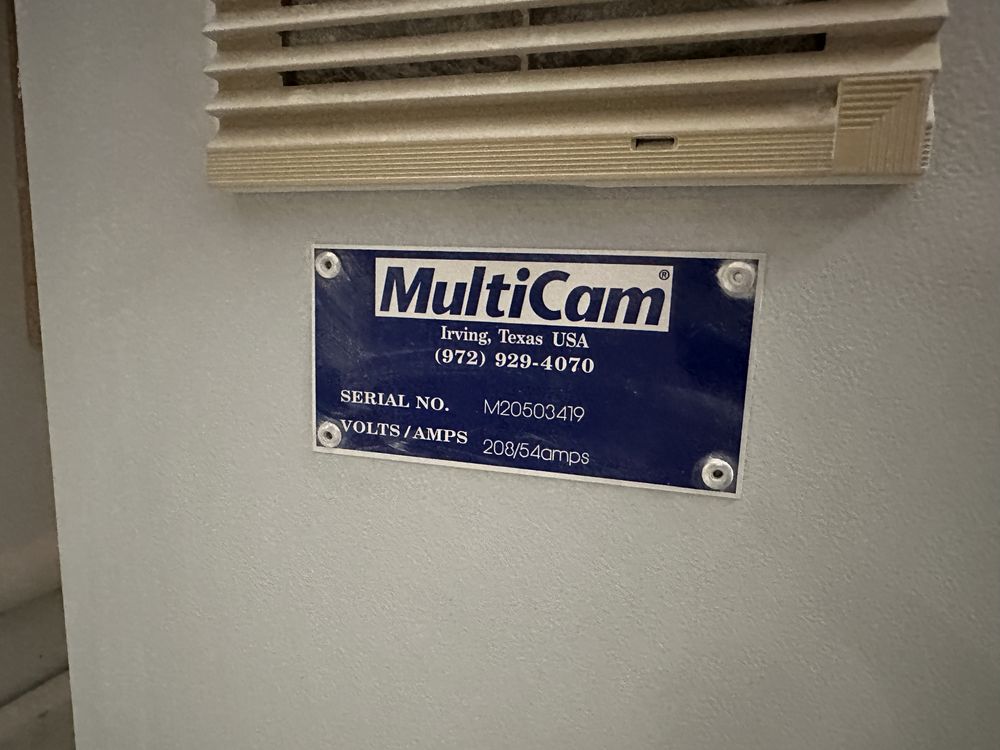 MultiCam®
Irving, Texas USA
(972) 929-4070
SERIAL NO. M20503419
VOLTS/AMPS 208/54amps